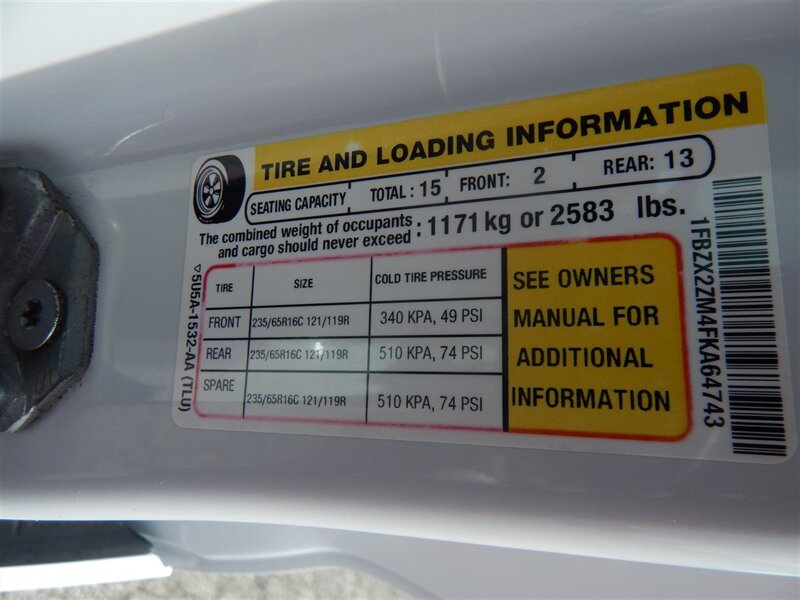 TIRE AND LOADING INFORMATION
SEATING CAPACITY TOTAL : 15 FRONT: 2 REAR: 13
The combined weight of occupants and cargo should never exceed : 1171 kg or 2583 lbs.
TIRE SIZE COLD TIRE PRESSURE
FRONT 235/65R16C 121/119R 340 KPA, 49 PSI
REAR 235/65R16C 121/119R 510 KPA, 74 PSI
SPARE 235/65R16C 121/119R 510 KPA, 74 PSI
SEE OWNERS
MANUAL FOR
ADDITIONAL
INFORMATION
5U5A-1532-AA (TLU)
1FBZX2ZM4FKA64743